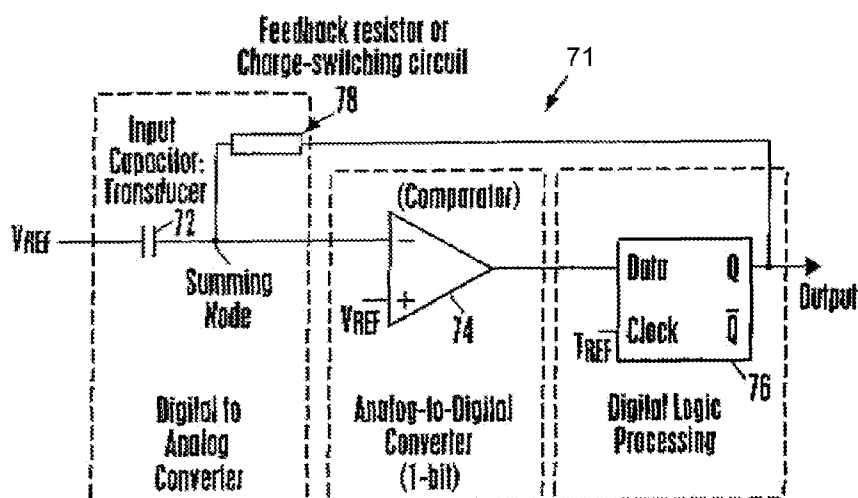 Feedback resistor or
Charge-switching circuit
71
78
Input
Capacitor:
Transducer
72
(Comparator)
VREF
Summing
Node
−
+
VREF
74
Data Q
Clock Q̅
TREF
76
Output
Digital to
Analog
Converter
Analog-to-Digital
Converter
(1-bit)
Digital Logic
Processing